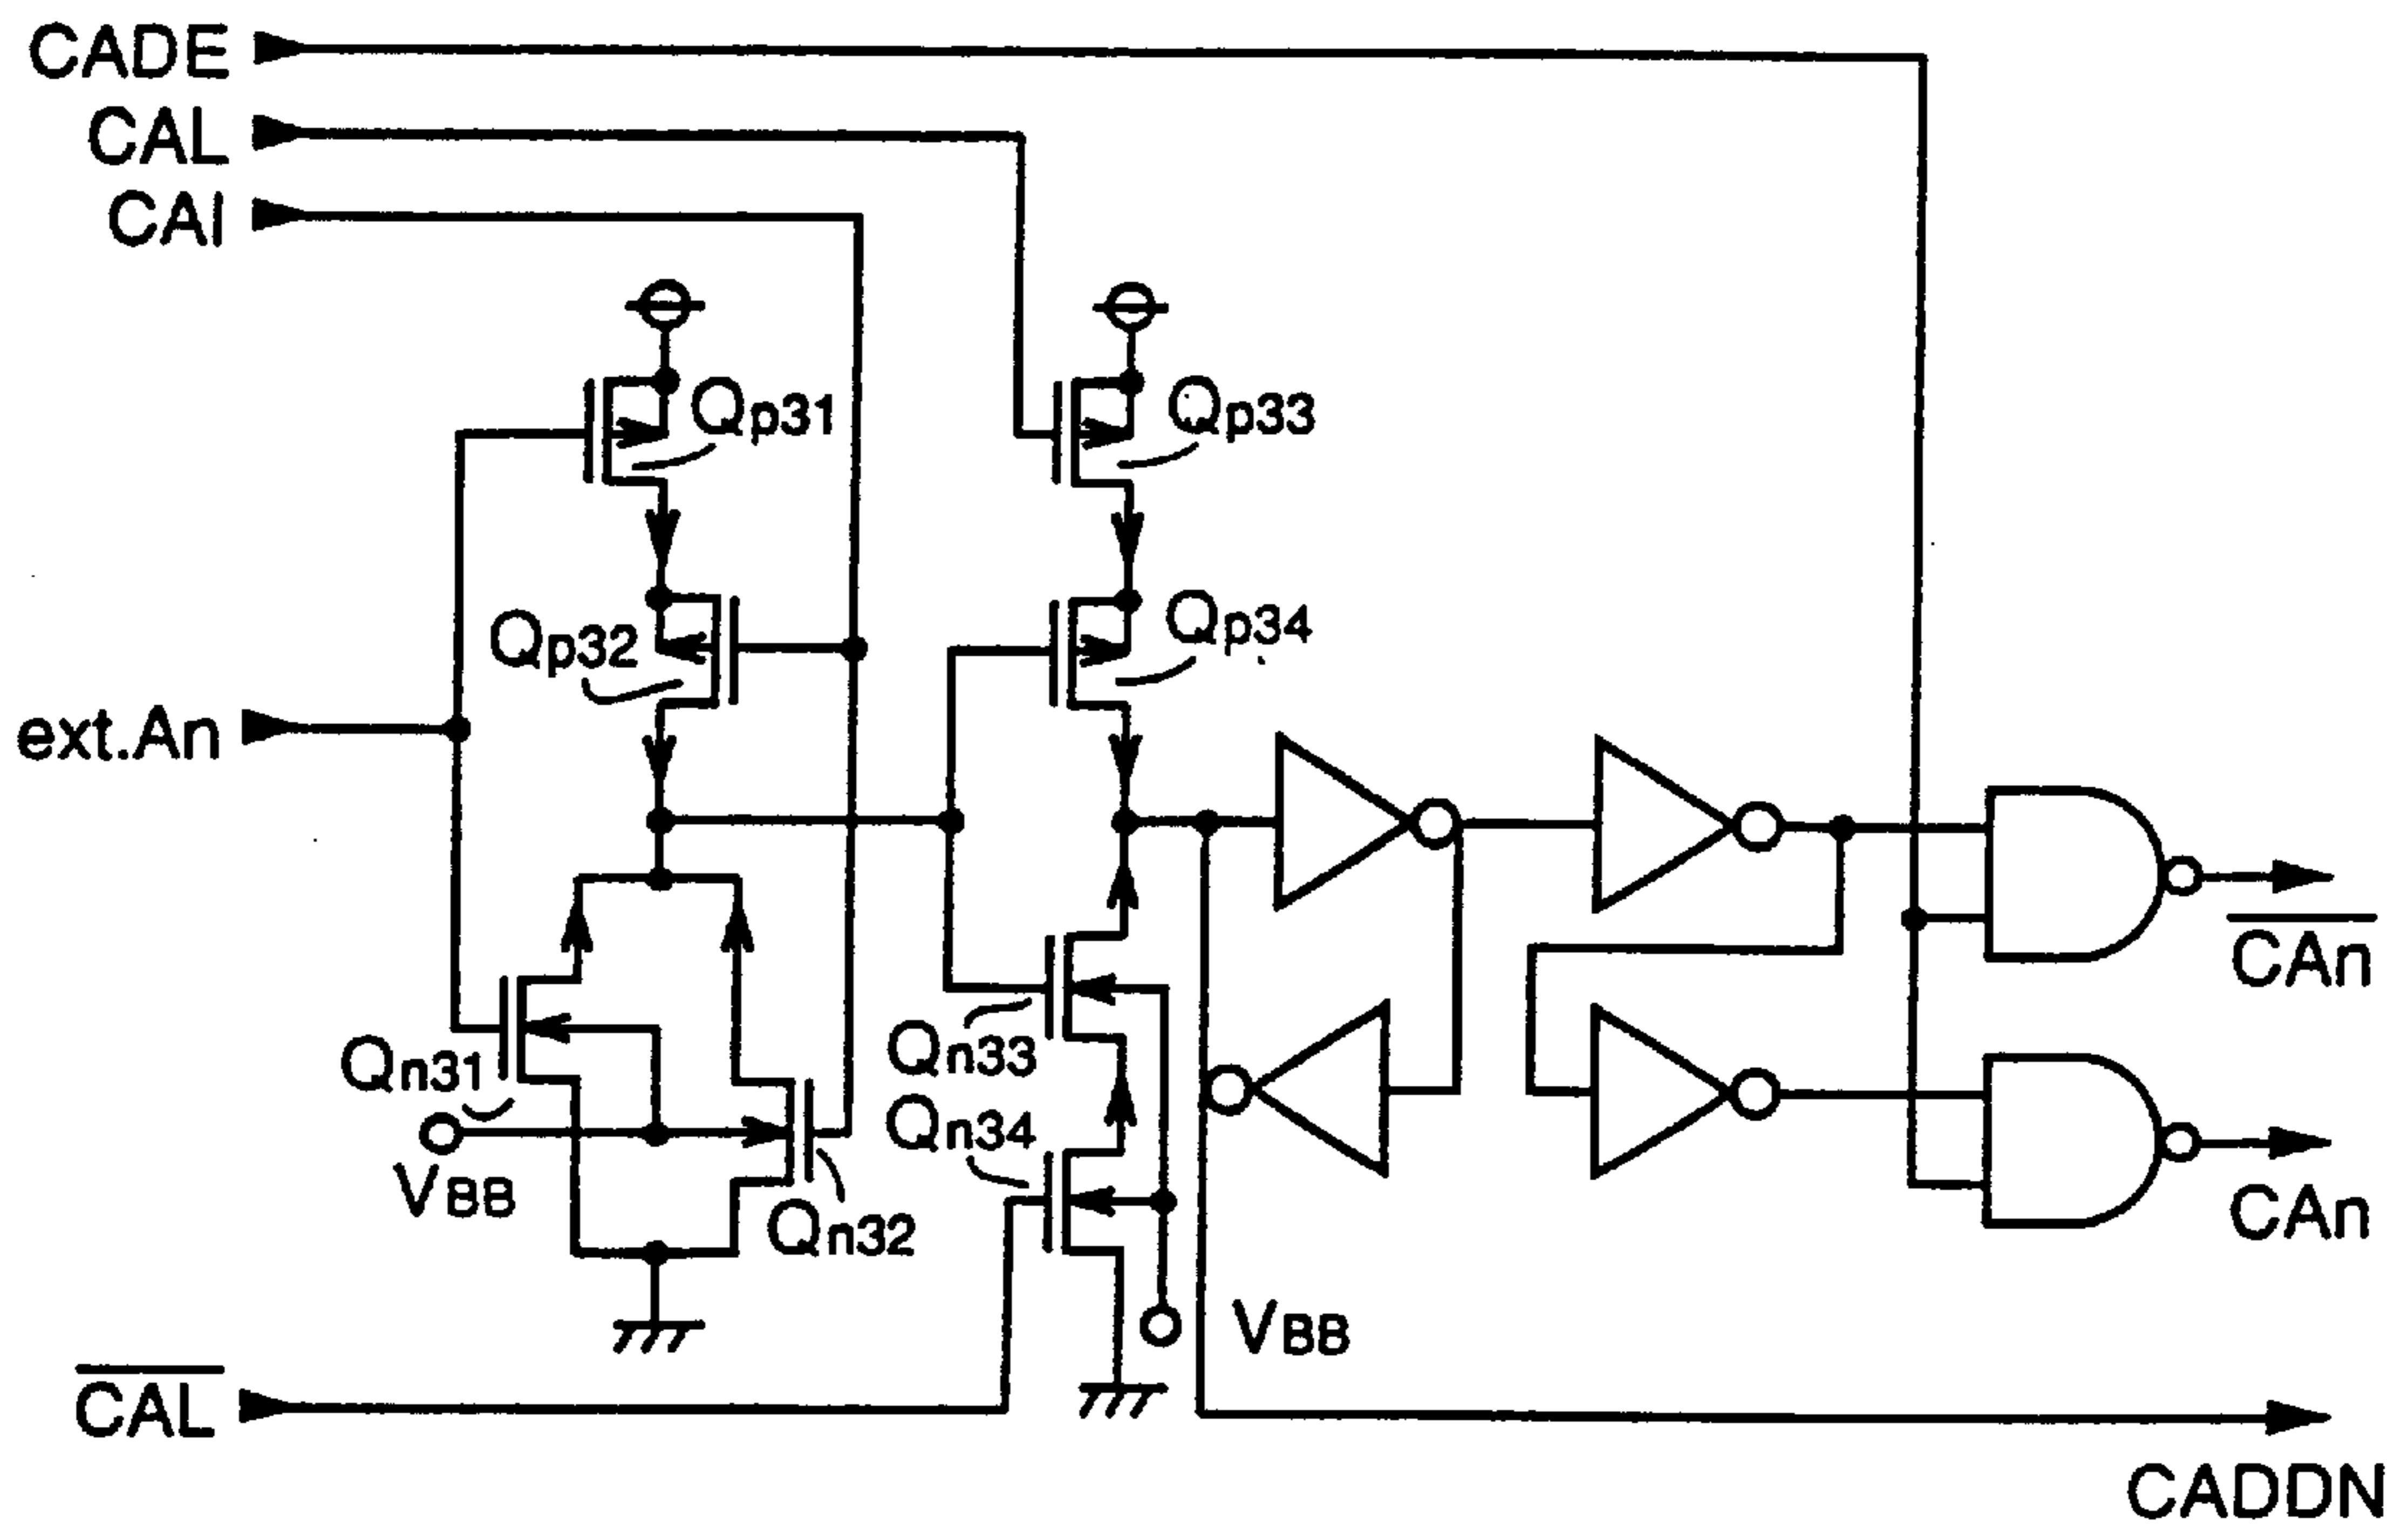 CADE
CAL
CAI
Qp31
Qp33
Qp32
Qp34
ext.An
CAn
Qn31
Qn33
VBB
Qn34
Qn32
CAn
VBB
CAL
CADDN